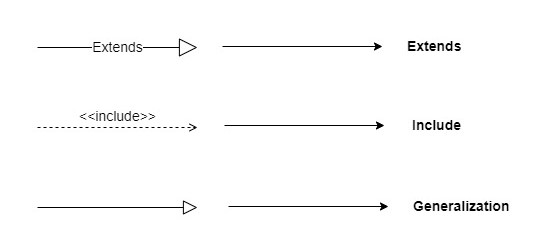 Extends Extends
<<include>> Include
Generalization